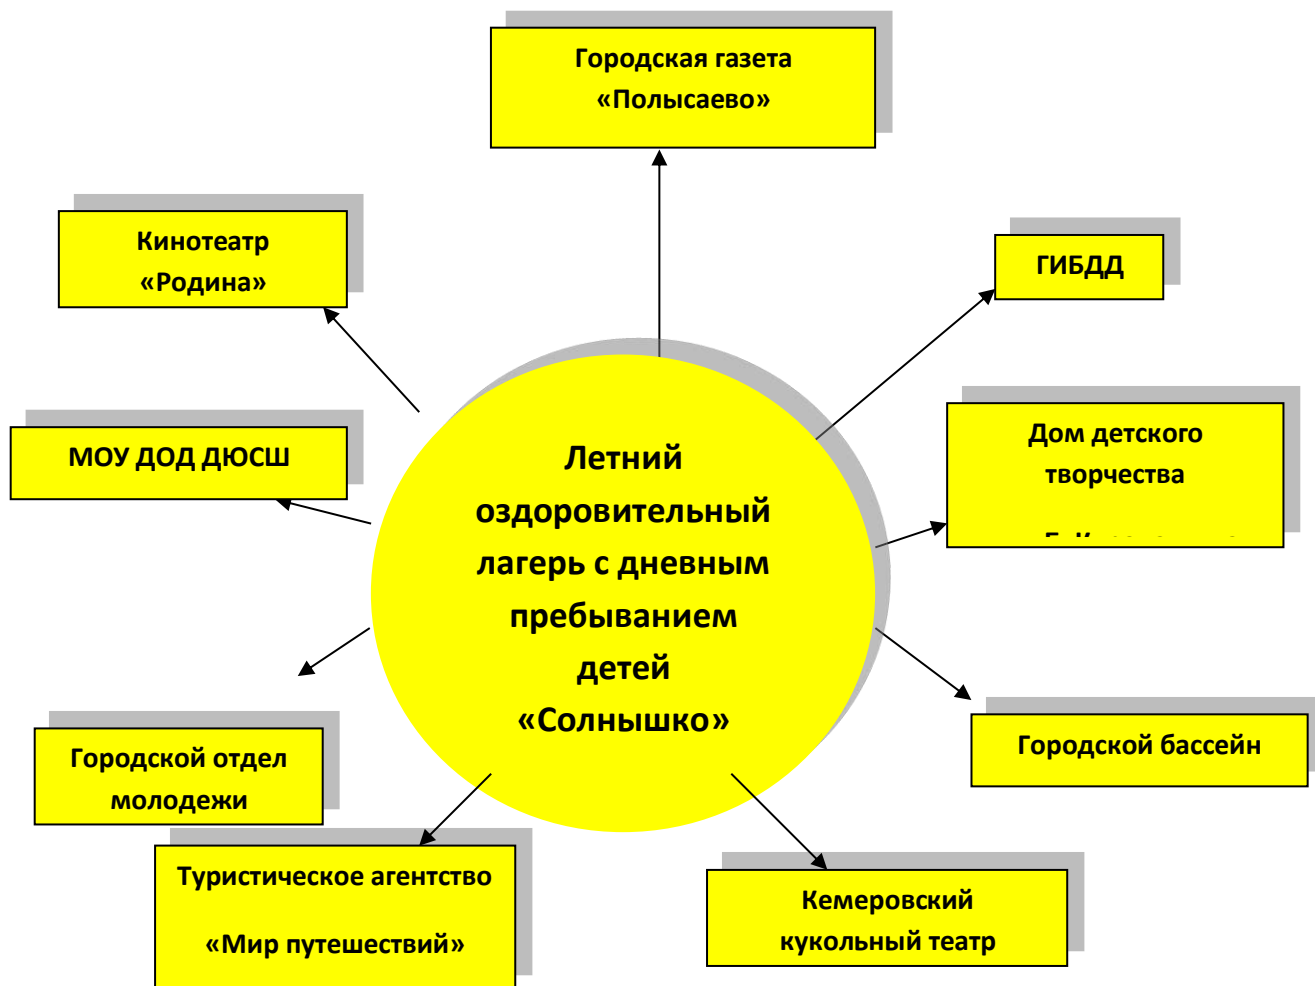 Городская газета
«Полысаево»
Кинотеатр
«Родина»
ГИБДД
МОУ ДОД ДЮСШ
Дом детского
творчества
Летний
оздоровительный
лагерь с дневным
пребыванием
детей
«Солнышко»
Городской отдел
молодежи
Городской бассейн
Туристическое агентство
«Мир путешествий»
Кемеровский
кукольный театр